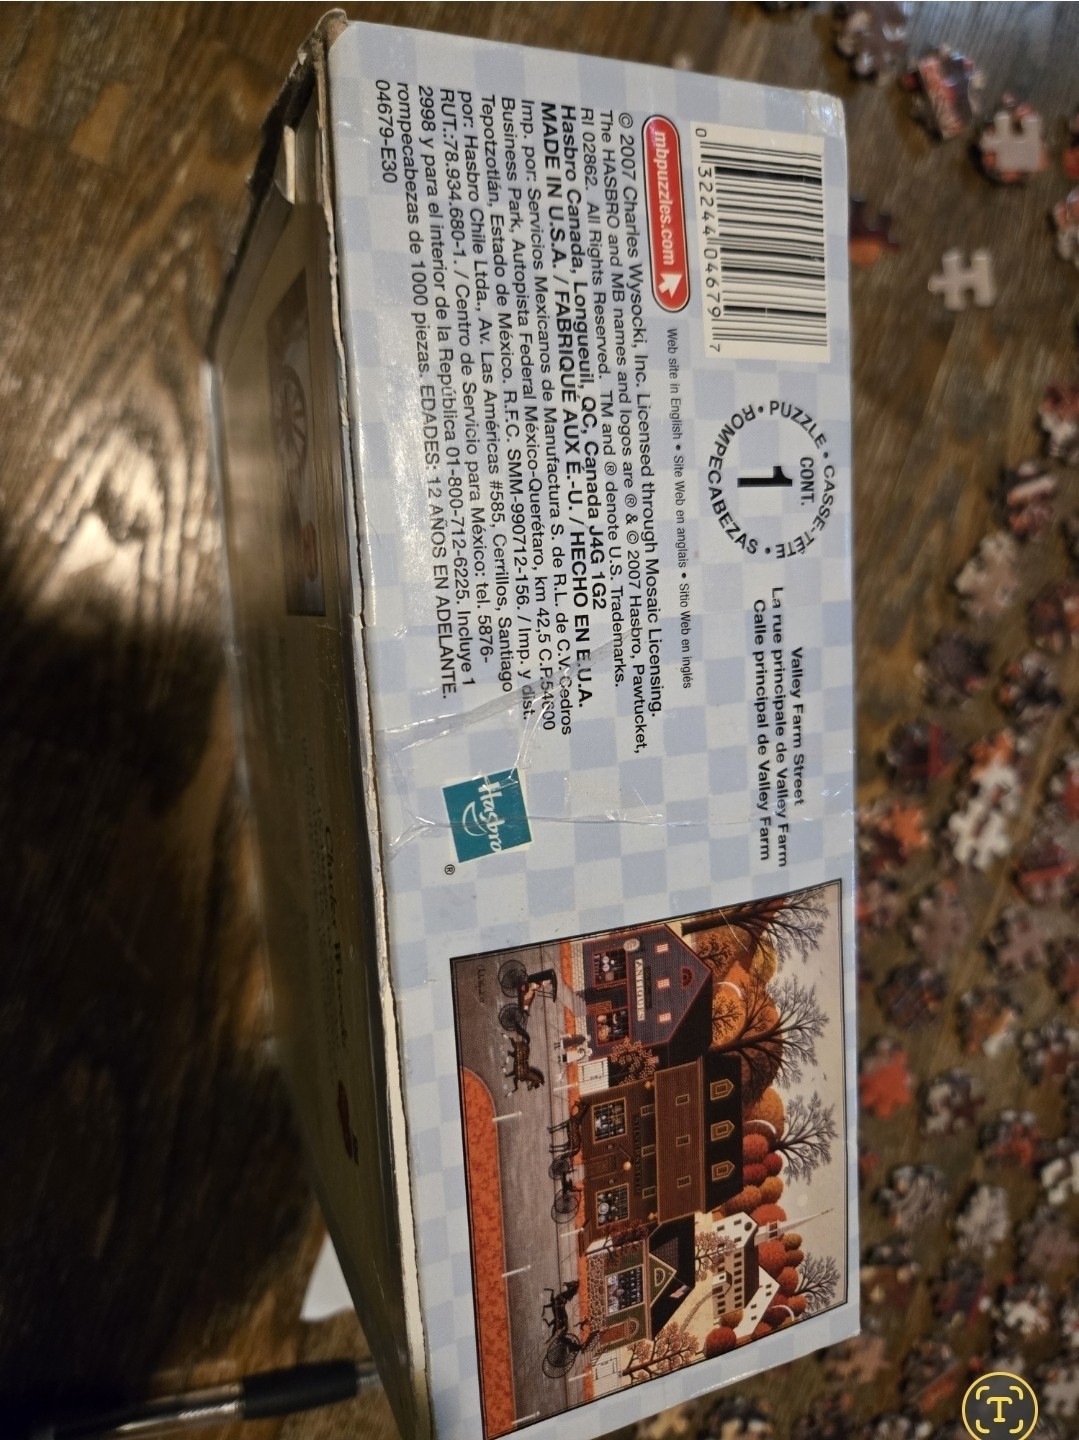 0 32244 04679 7
PUZZLE • CASSE-TÊTE • ROMPECABEZAS •
CONT.
1
Valley Farm Street
La rue principale de Valley Farm
Calle principal de Valley Farm
mbpuzzles.com
Web site in English • Site Web en anglais • Sitio Web en inglés
© 2007 Charles Wysocki, Inc. Licensed through Mosaic Licensing.
The HASBRO and MB names and logos are ® & © 2007 Hasbro, Pawtucket,
RI 02862. All Rights Reserved. TM and ® denote U.S. Trademarks.
Hasbro Canada, Longueuil, QC, Canada J4G 1G2
MADE IN U.S.A. / FABRIQUÉ AUX É.-U. / HECHO EN E.U.A.
Imp. por: Servicios Mexicanos de Manufactura S. de R.L. de C.V. Cedros
Business Park, Autopista Federal México-Querétaro, km 42,5 C.P.54600
Tepotzotlán, Estado de México. R.F.C. SMM-990712-156. / Imp. y dist.
por: Hasbro Chile Ltda., Av. Las Américas #585, Cerrillos, Santiago
RUT.:78.934.680-1. / Centro de Servicio para México: tel. 5876-
2998 y para el interior de la República 01-800-712-6225. Incluye 1
rompecabezas de 1000 piezas. EDADES: 12 AÑOS EN ADELANTE.
04679-E30
Hasbro
®
ANTIQUES
T